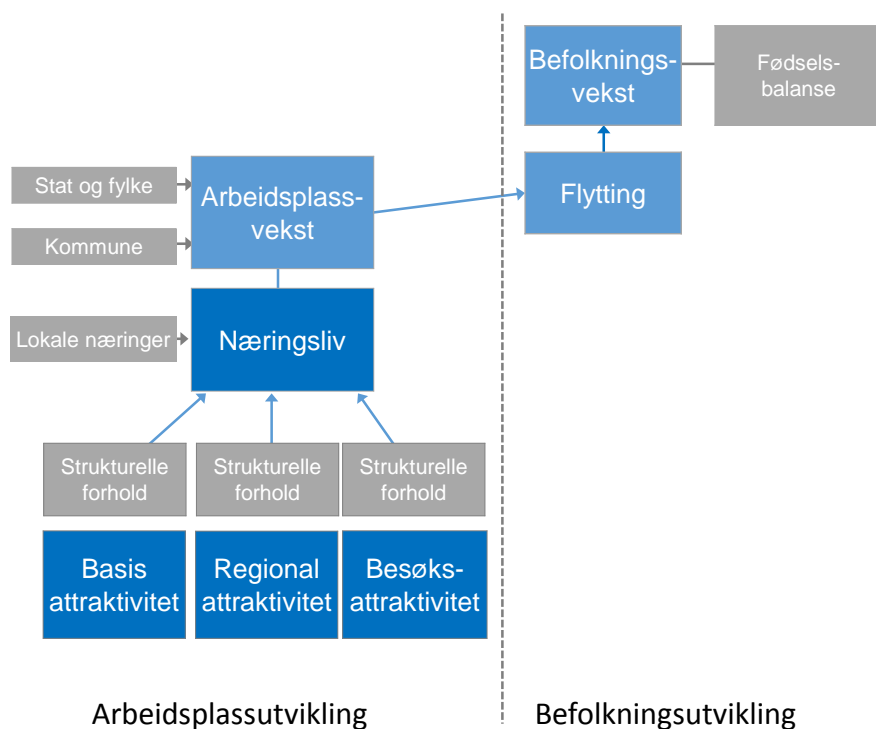 Befolknings-
vekst
Fødsels-
balanse
Stat og fylke
Arbeidsplass-
vekst
Flytting
Kommune
Lokale næringer
Næringsliv
Strukturelle
forhold
Strukturelle
forhold
Strukturelle
forhold
Basis
attraktivitet
Regional
attraktivitet
Besøks-
attraktivitet
Arbeidsplassutvikling
Befolkningsutvikling